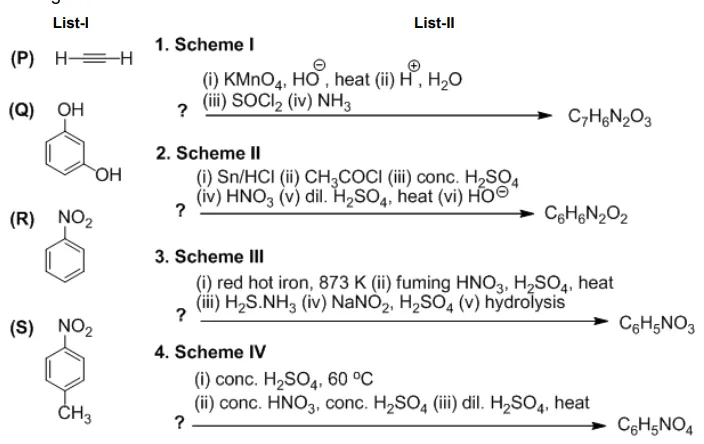 List-I
List-II
(P) H H
1. Scheme I
(i) KMnO₄, HO⊖, heat (ii) H⊕, H₂O
(iii) SOCl₂ (iv) NH₃
? C₇H₆N₂O₃
(Q) OH
OH
2. Scheme II
(i) Sn/HCl (ii) CH₃COCl (iii) conc. H₂SO₄
(iv) HNO₃ (v) dil. H₂SO₄, heat (vi) HO⊖
? C₆H₆N₂O₂
(R) NO₂
3. Scheme III
(i) red hot iron, 873 K (ii) fuming HNO₃, H₂SO₄, heat
(iii) H₂S.NH₃ (iv) NaNO₂, H₂SO₄ (v) hydrolysis
? C₆H₅NO₃
(S) NO₂
CH₃
4. Scheme IV
(i) conc. H₂SO₄, 60 ºC
(ii) conc. HNO₃, conc. H₂SO₄ (iii) dil. H₂SO₄, heat
? C₆H₅NO₄